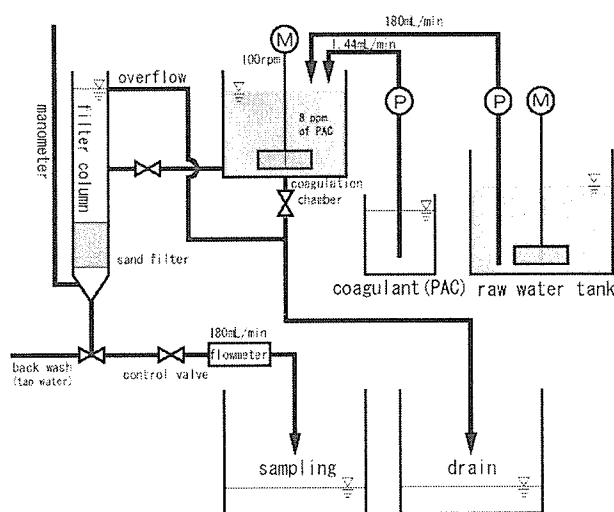 180mL/min
M
1.44mL/min
100rpm
overflow
P
P
M
manometer
filter column
8 ppm
of PAC
coagulation
chamber
sand filter
coagulant(PAC)
raw water tank
180mL/min
flowmeter
back wash
(tap water)
control valve
sampling
drain